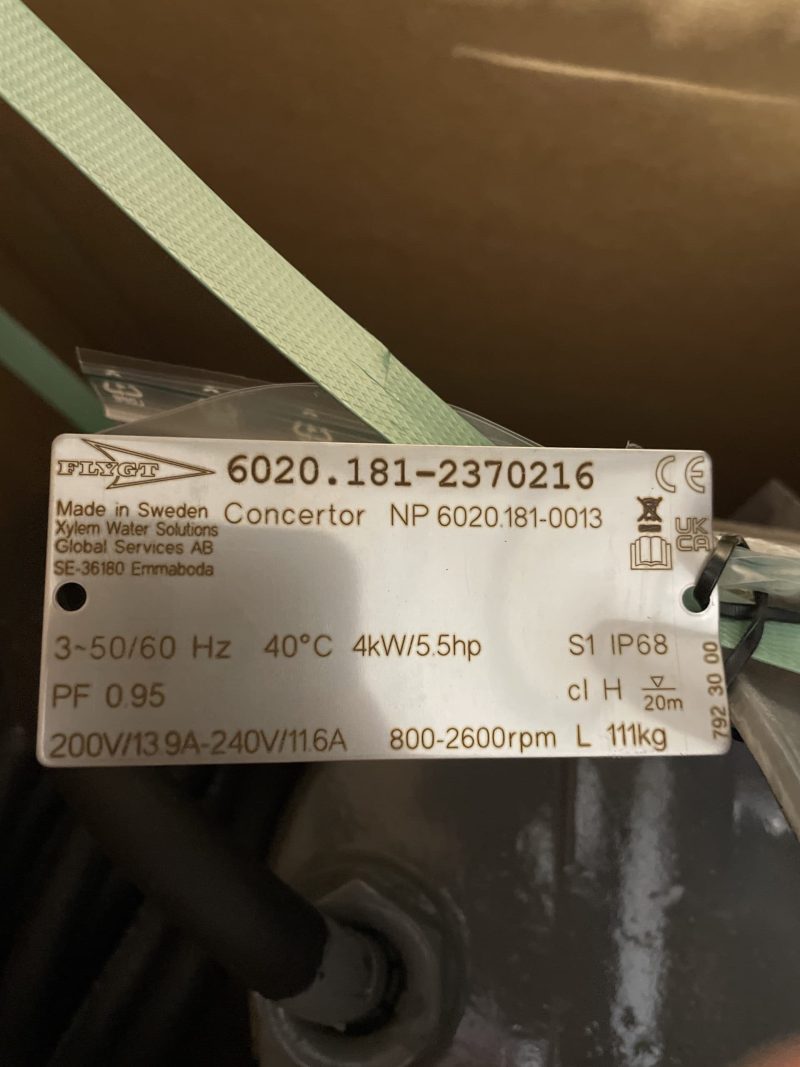 FLYGT
6020.181-2370216
CE
Made in Sweden
Concertor NP 6020.181-0013
Xylem Water Solutions
Global Services AB
SE-36180 Emmaboda
UK
CA
3~50/60 Hz 40°C 4kW/5.5hp S1 IP68
PF 0.95 cl H 20m
200V/13.9A-240V/11.6A 800-2600rpm L 111kg
792 30 00